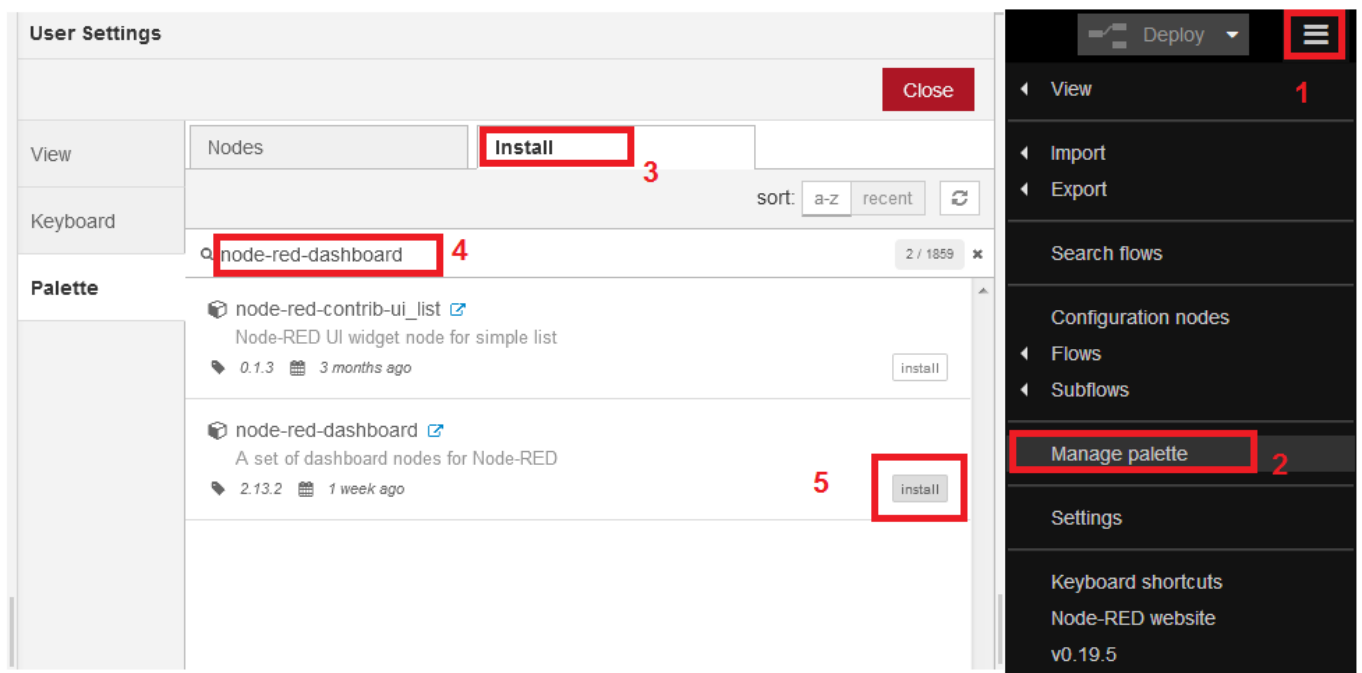 User Settings
Close
View
Keyboard
Palette
Nodes
Install
3
sort: a-z recent
node-red-dashboard
4
2 / 1859
node-red-contrib-ui_list
Node-RED UI widget node for simple list
0.1.3 3 months ago
install
node-red-dashboard
A set of dashboard nodes for Node-RED
2.13.2 1 week ago
5
install
Deploy
1
View
Import
Export
Search flows
Configuration nodes
Flows
Subflows
Manage palette
2
Settings
Keyboard shortcuts
Node-RED website
v0.19.5